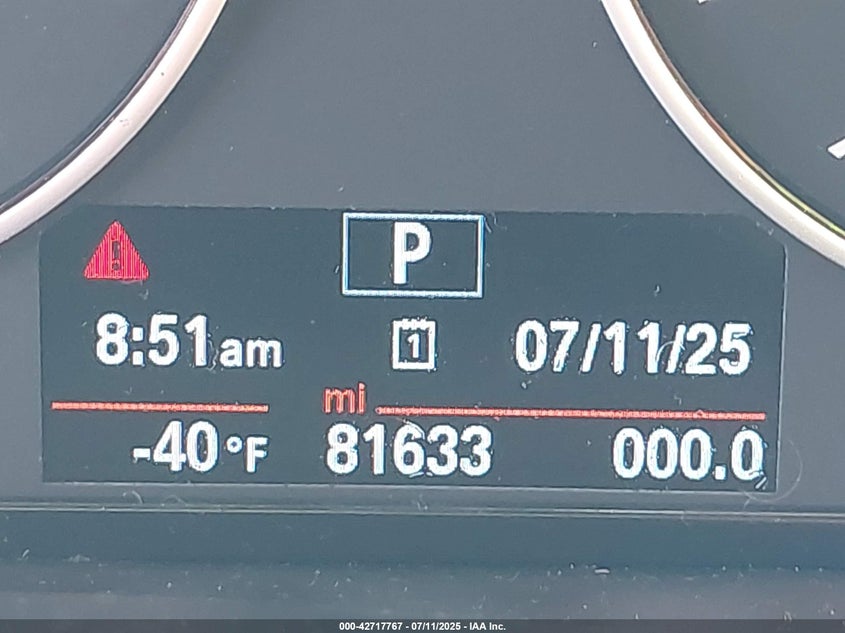 P
8:51am 1 07/11/25
mi
-40°F 81633 000.0
000-42717767 - 07/11/2025 - IAA Inc.